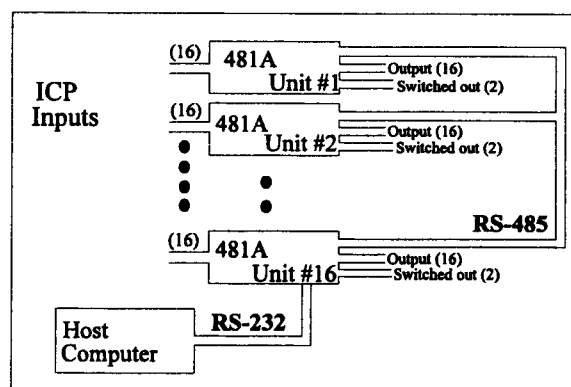 (16)
481A
Unit #1
Output (16)
Switched out (2)
ICP
Inputs
(16)
481A
Unit #2
Output (16)
Switched out (2)
RS-485
(16)
481A
Unit #16
Output (16)
Switched out (2)
RS-232
Host
Computer